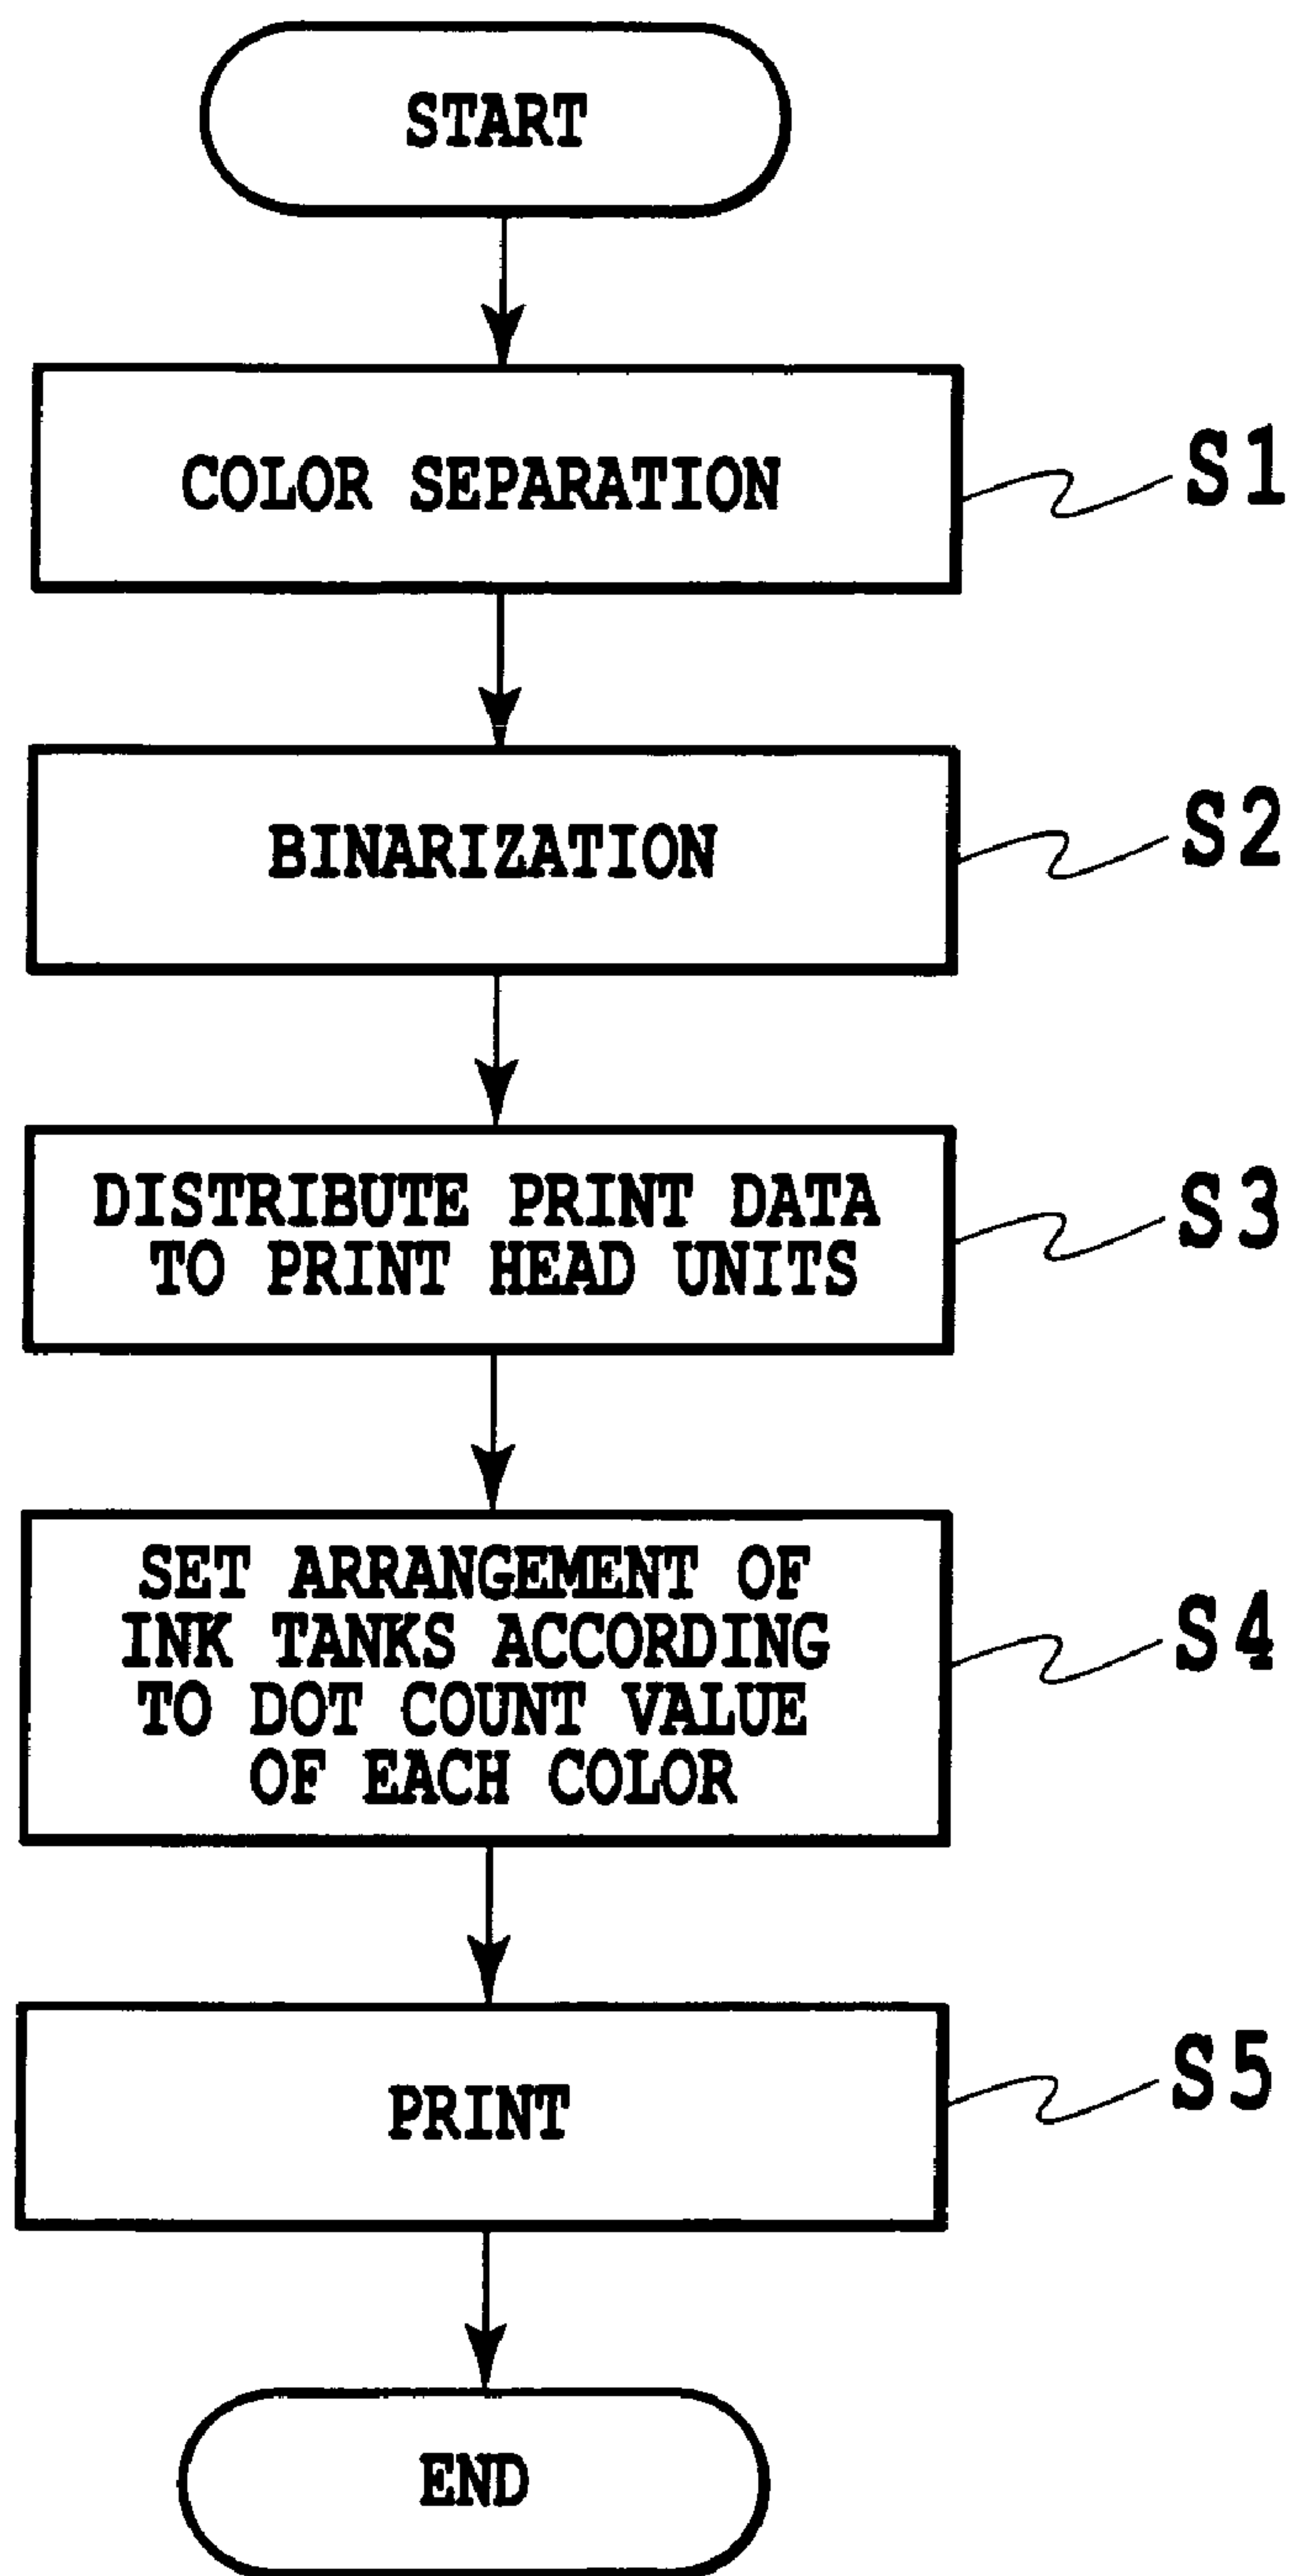 START
COLOR SEPARATION
S1
BINARIZATION
S2
DISTRIBUTE PRINT DATA
TO PRINT HEAD UNITS
S3
SET ARRANGEMENT OF
INK TANKS ACCORDING
TO DOT COUNT VALUE
OF EACH COLOR
S4
PRINT
S5
END